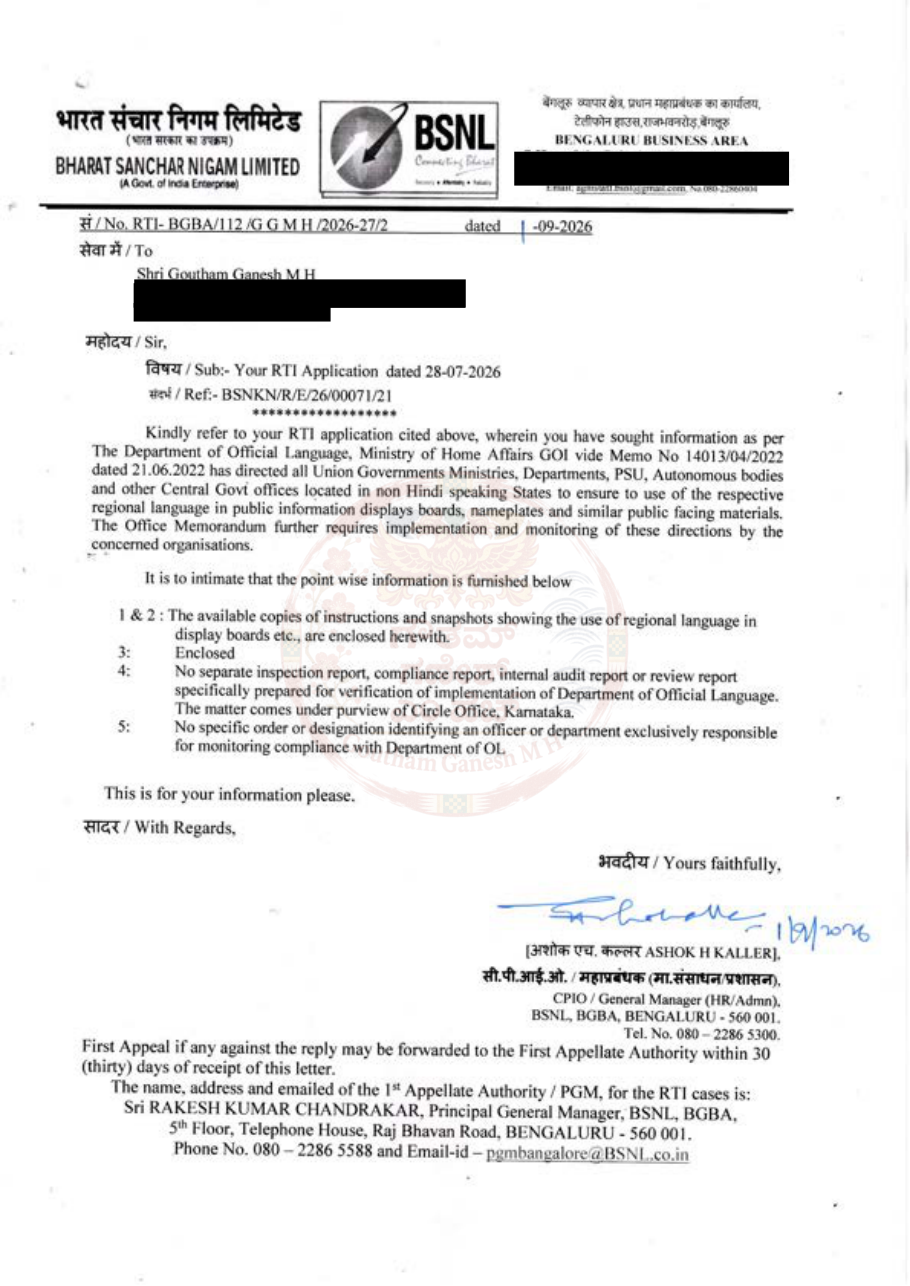 भारत संचार निगम लिमिटेड
(भारत सरकार का उपक्रम)
BHARAT SANCHAR NIGAM LIMITED
(A Govt. of India Enterprise)
BSNL
Connecting Bharat
बेंगलूरु व्यापार क्षेत्र, प्रधान महाप्रबंधक का कार्यालय,
टेलीफोन हाउस,राजभवनरोड़,बेंगलूरु
BENGALURU BUSINESS AREA
सं / No. RTI- BGBA/112 /G G M H /2026-27/2 dated 1 -09-2026
सेवा में / To
Shri Goutham Ganesh M H
महोदय / Sir,
विषय / Sub:- Your RTI Application dated 28-07-2026
संदर्भ / Ref:- BSNKN/R/E/26/00071/21
******************
Kindly refer to your RTI application cited above, wherein you have sought information as per
The Department of Official Language, Ministry of Home Affairs GOI vide Memo No 14013/04/2022
dated 21.06.2022 has directed all Union Governments Ministries, Departments, PSU, Autonomous bodies
and other Central Govt offices located in non Hindi speaking States to ensure to use of the respective
regional language in public information displays boards, nameplates and similar public facing materials.
The Office Memorandum further requires implementation and monitoring of these directions by the
concerned organisations.
It is to intimate that the point wise information is furnished below
1 & 2 : The available copies of instructions and snapshots showing the use of regional language in
display boards etc., are enclosed herewith.
3: Enclosed
4: No separate inspection report, compliance report, internal audit report or review report
specifically prepared for verification of implementation of Department of Official Language.
The matter comes under purview of Circle Office, Karnataka.
5: No specific order or designation identifying an officer or department exclusively responsible
for monitoring compliance with Department of OL
ಗೌತಮ್
ಗಣೇಶ್
Goutham Ganesh M H
This is for your information please.
सादर / With Regards,
भवदीय / Yours faithfully,
1/9/2026
[अशोक एच. कल्लर ASHOK H KALLER],
सी.पी.आई.ओ. / महाप्रबंधक (मा.संसाधन/प्रशासन),
CPIO / General Manager (HR/Admn),
BSNL, BGBA, BENGALURU - 560 001.
Tel. No. 080 – 2286 5300.
First Appeal if any against the reply may be forwarded to the First Appellate Authority within 30
(thirty) days of receipt of this letter.
The name, address and emailed of the 1st Appellate Authority / PGM, for the RTI cases is:
Sri RAKESH KUMAR CHANDRAKAR, Principal General Manager, BSNL, BGBA,
5th Floor, Telephone House, Raj Bhavan Road, BENGALURU - 560 001.
Phone No. 080 – 2286 5588 and Email-id – pgmbangalore@BSNL.co.in